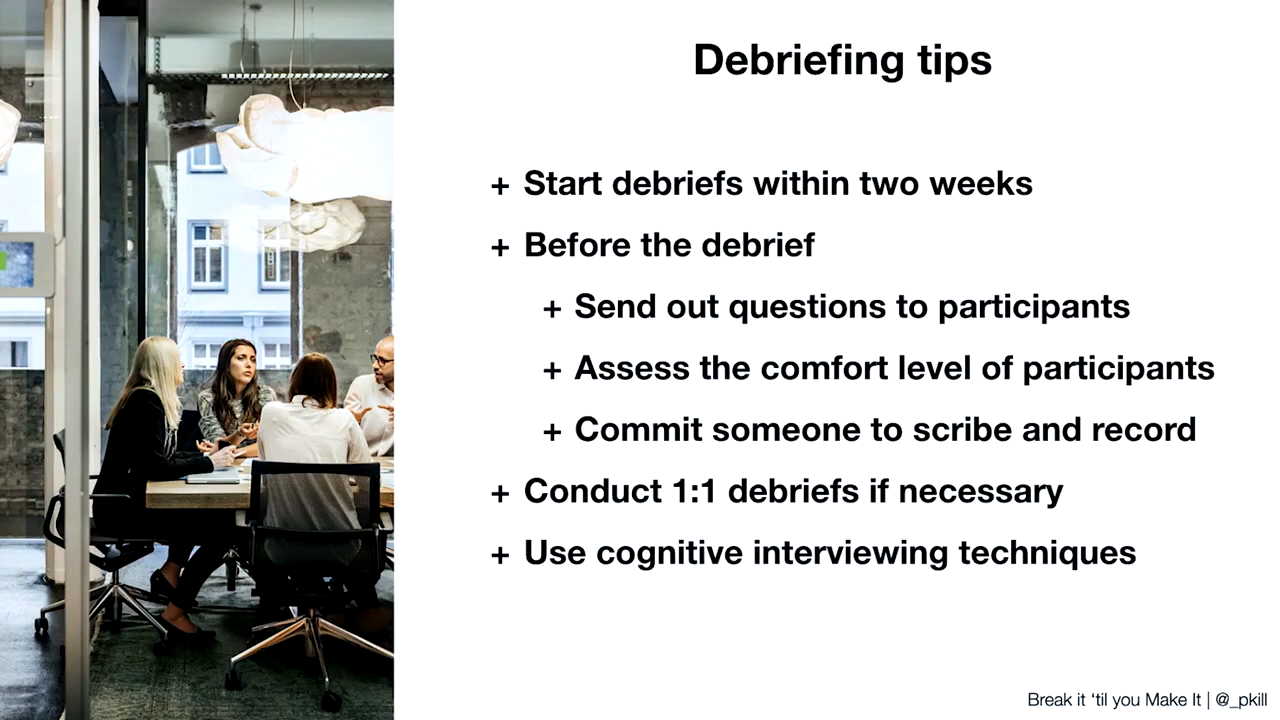 Debriefing tips
+ Start debriefs within two weeks
+ Before the debrief
+ Send out questions to participants
+ Assess the comfort level of participants
+ Commit someone to scribe and record
+ Conduct 1:1 debriefs if necessary
+ Use cognitive interviewing techniques
Break it ‘til you Make It | @_pkill